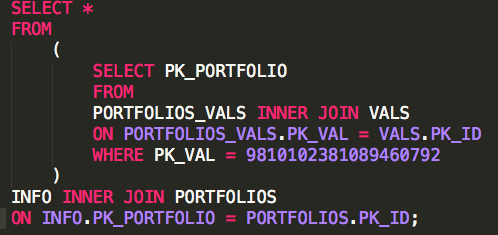 SELECT *
FROM
(
SELECT PK_PORTFOLIO
FROM
PORTFOLIOS_VALS INNER JOIN VALS
ON PORTFOLIOS_VALS.PK_VAL = VALS.PK_ID
WHERE PK_VAL = 9810102381089460792
)
INFO INNER JOIN PORTFOLIOS
ON INFO.PK_PORTFOLIO = PORTFOLIOS.PK_ID;